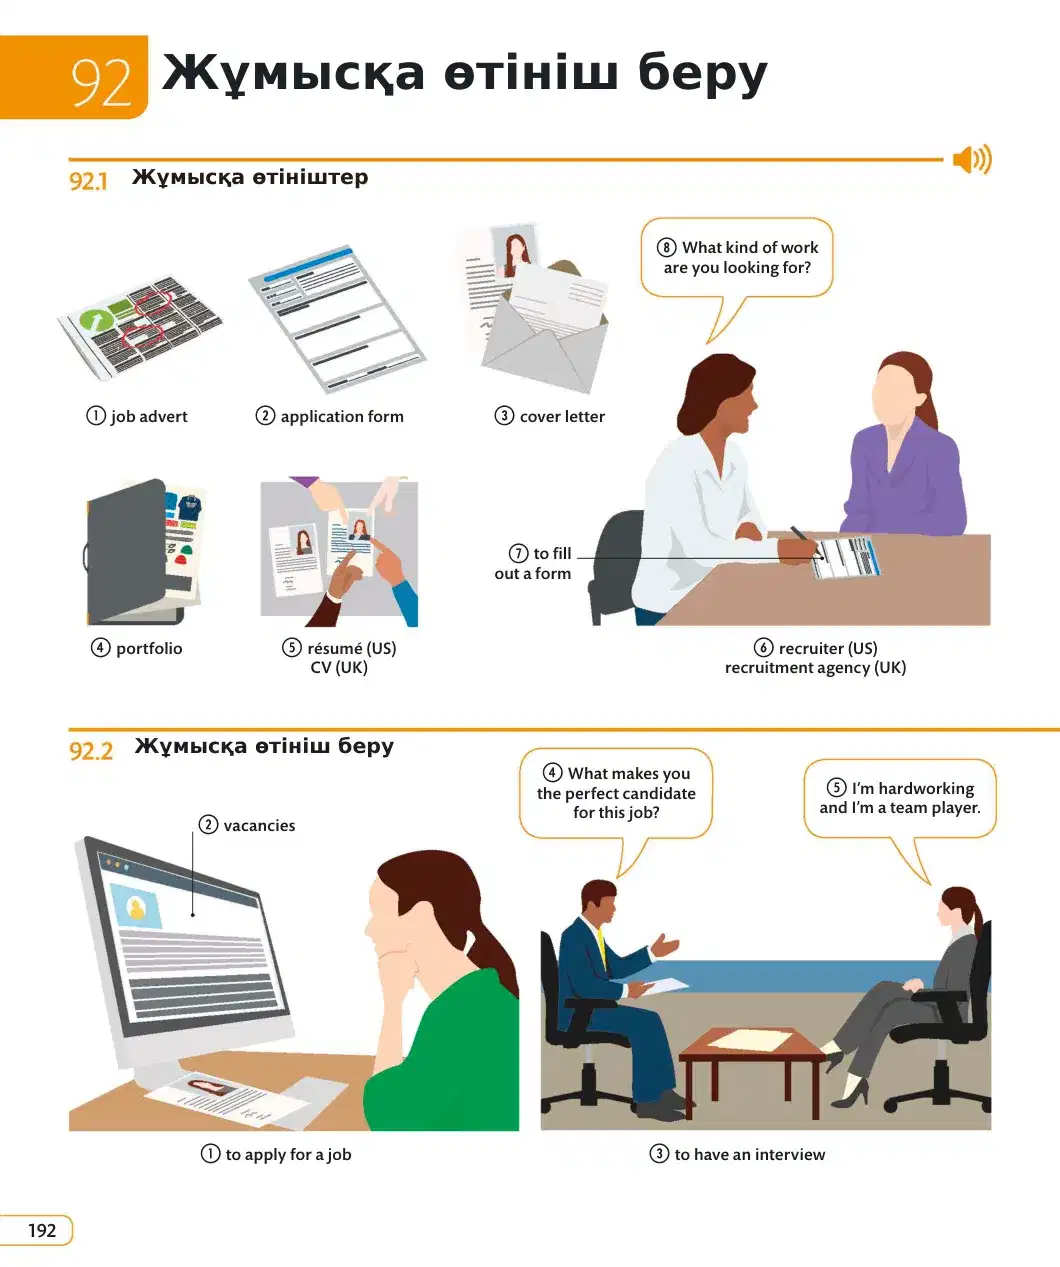 92
Жұмысқа өтініш беру
92.1 Жұмысқа өтініштер
⑧ What kind of work
are you looking for?
① job advert
② application form
③ cover letter
⑦ to fill
out a form
④ portfolio
⑤ résumé (US)
CV (UK)
⑥ recruiter (US)
recruitment agency (UK)
92.2 Жұмысқа өтініш беру
④ What makes you
the perfect candidate
for this job?
⑤ I'm hardworking
and I'm a team player.
② vacancies
① to apply for a job
③ to have an interview
192